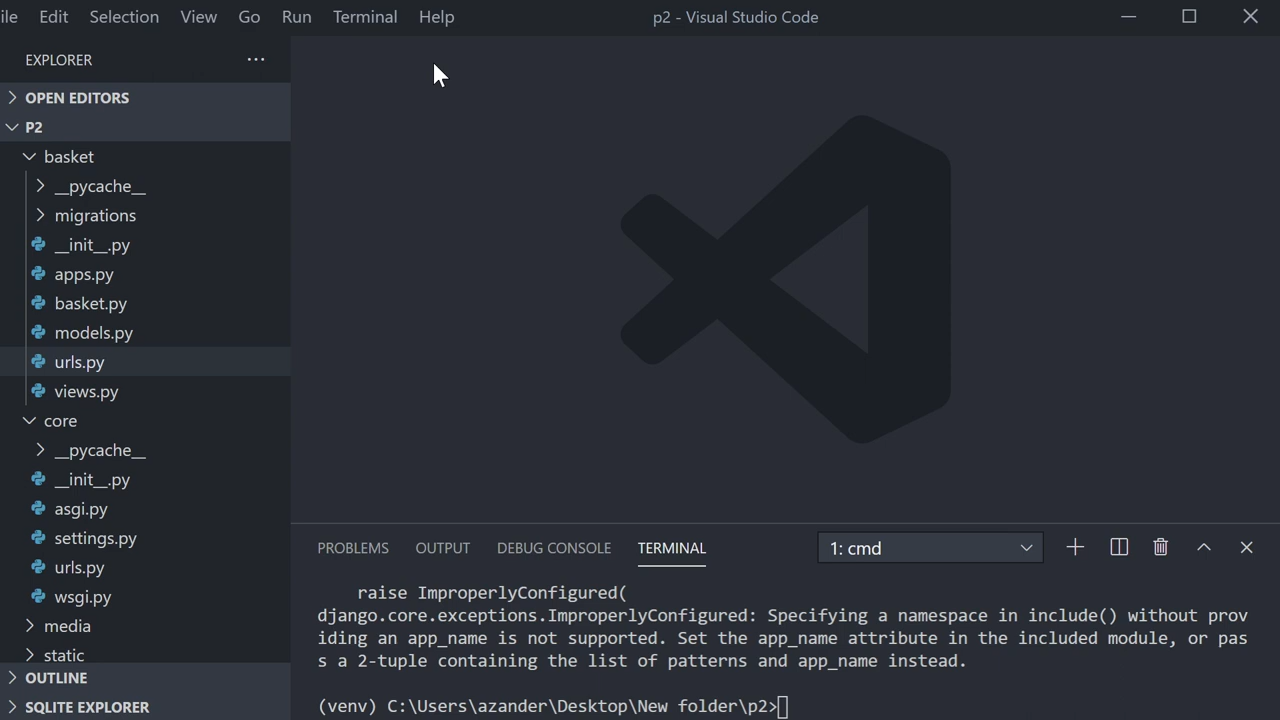 ile Edit Selection View Go Run Terminal Help p2 - Visual Studio Code
EXPLORER
OPEN EDITORS
P2
basket
__pycache__
migrations
__init__.py
apps.py
basket.py
models.py
urls.py
views.py
core
__pycache__
__init__.py
asgi.py
settings.py
urls.py
wsgi.py
media
static
OUTLINE
SQLITE EXPLORER
PROBLEMS OUTPUT DEBUG CONSOLE TERMINAL 1: cmd
raise ImproperlyConfigured(
django.core.exceptions.ImproperlyConfigured: Specifying a namespace in include() without prov
iding an app_name is not supported. Set the app_name attribute in the included module, or pas
s a 2-tuple containing the list of patterns and app_name instead.
(venv) C:\Users\azander\Desktop\New folder\p2>